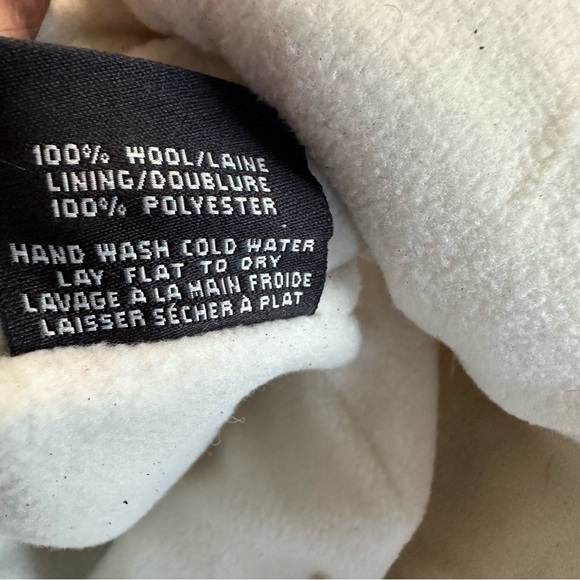 100% WOOL/LAINE
LINING/DOUBLURE
100% POLYESTER
HAND WASH COLD WATER
LAY FLAT TO DRY
LAVAGE À LA MAIN FROIDE
LAISSER SÉCHER À PLAT